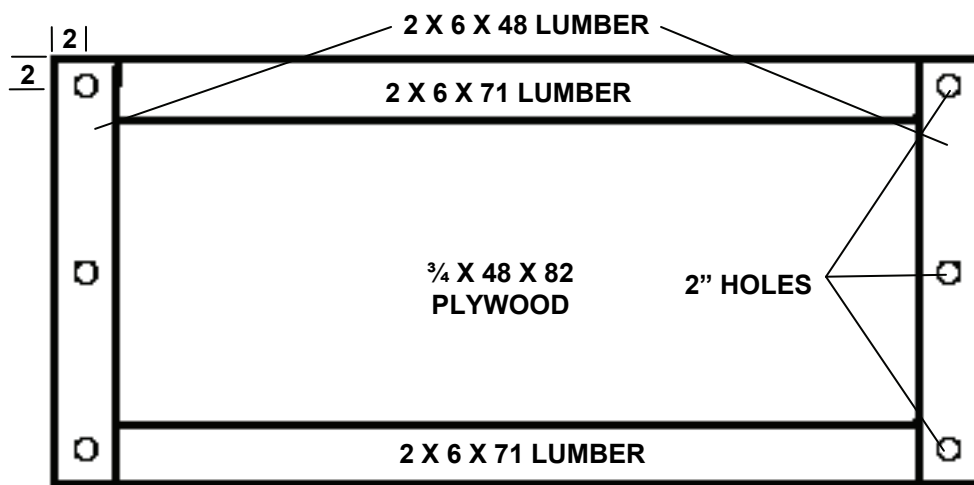 2 X 6 X 48 LUMBER
2
2
2 X 6 X 71 LUMBER
¾ X 48 X 82
PLYWOOD
2” HOLES
2 X 6 X 71 LUMBER